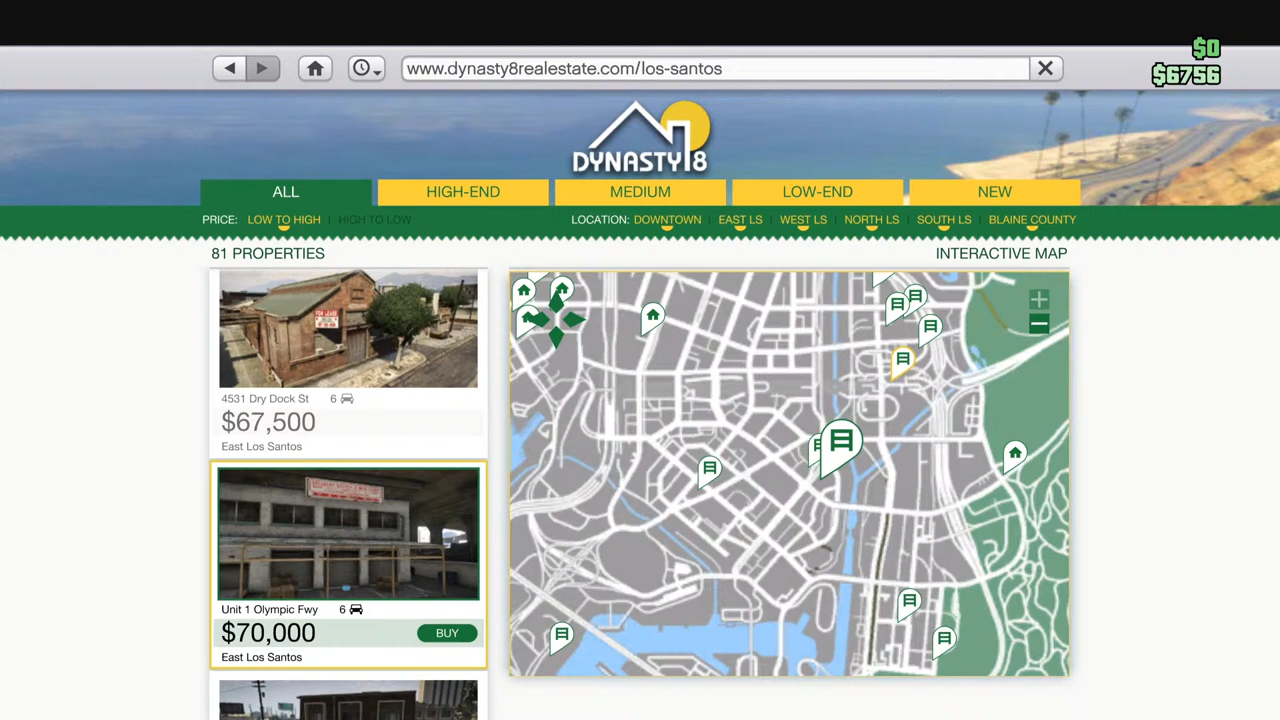 $0
$6756
www.dynasty8realestate.com/los-santos
DYNASTY 8
ALL
HIGH-END
MEDIUM
LOW-END
NEW
PRICE: LOW TO HIGH | HIGH TO LOW
LOCATION: DOWNTOWN | EAST LS | WEST LS | NORTH LS | SOUTH LS | BLAINE COUNTY
81 PROPERTIES
INTERACTIVE MAP
FOR LEASE
4531 Dry Dock St 6
$67,500
East Los Santos
Unit 1 Olympic Fwy 6
$70,000
BUY
East Los Santos